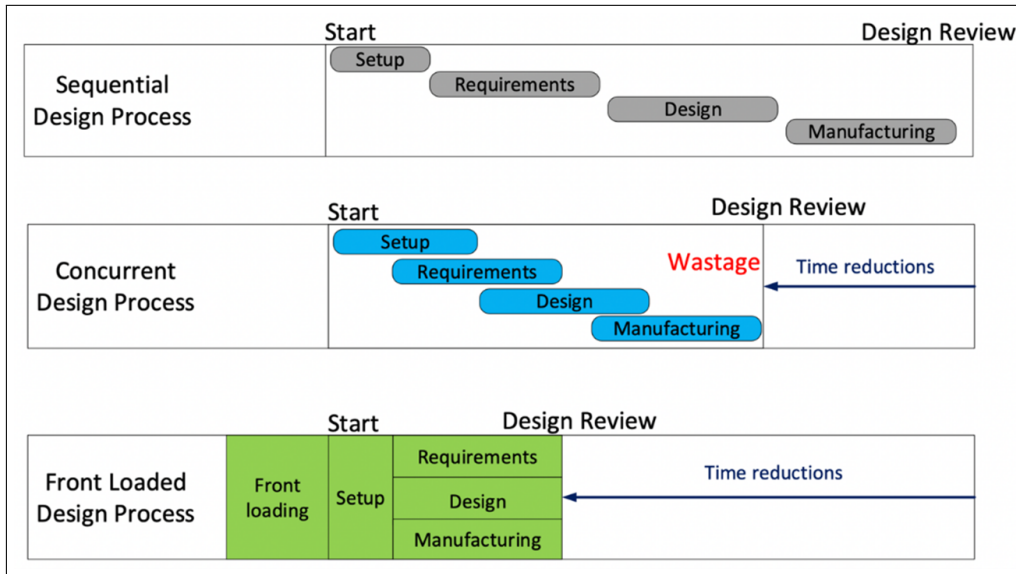 Start
Design Review
Sequential
Design Process
Setup
Requirements
Design
Manufacturing
Start
Design Review
Concurrent
Design Process
Setup
Requirements
Design
Manufacturing
Wastage
Time reductions
Start
Design Review
Front Loaded
Design Process
Front
loading
Setup
Requirements
Design
Manufacturing
Time reductions